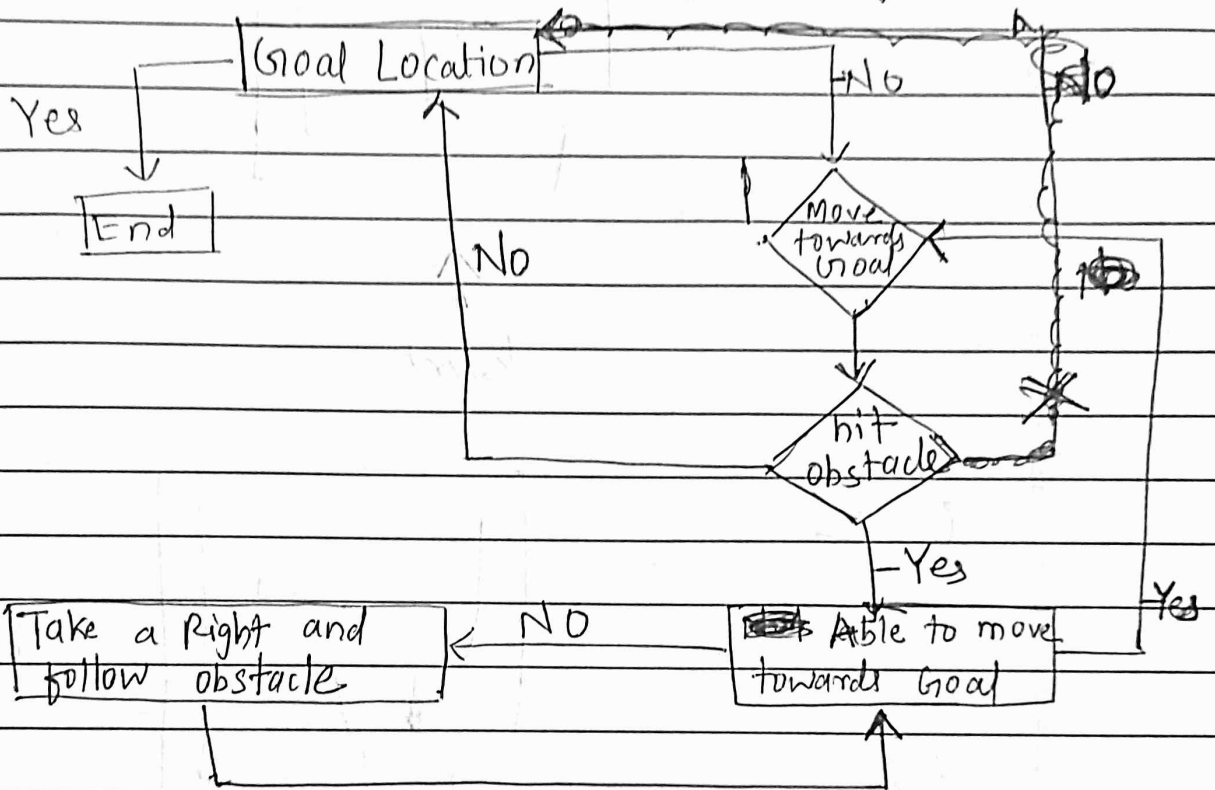 Goal Location
No
No
Yes
End
Move
towards
Goal
No
hit
obstacle
Yes
Yes
Take a Right and
follow obstacle
NO
Able to move
towards Goal